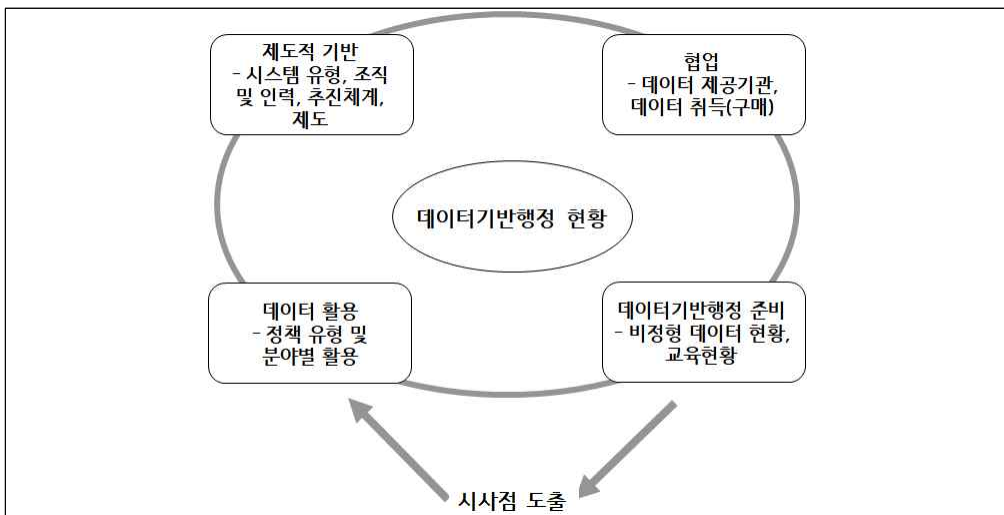 제도적 기반
- 시스템 유형, 조직
및 인력, 추진체계,
제도
협업
- 데이터 제공기관,
데이터 취득(구매)
데이터기반행정 현황
데이터 활용
- 정책 유형 및
분야별 활용
데이터기반행정 준비
- 비정형 데이터 현황,
교육현황
시사점 도출